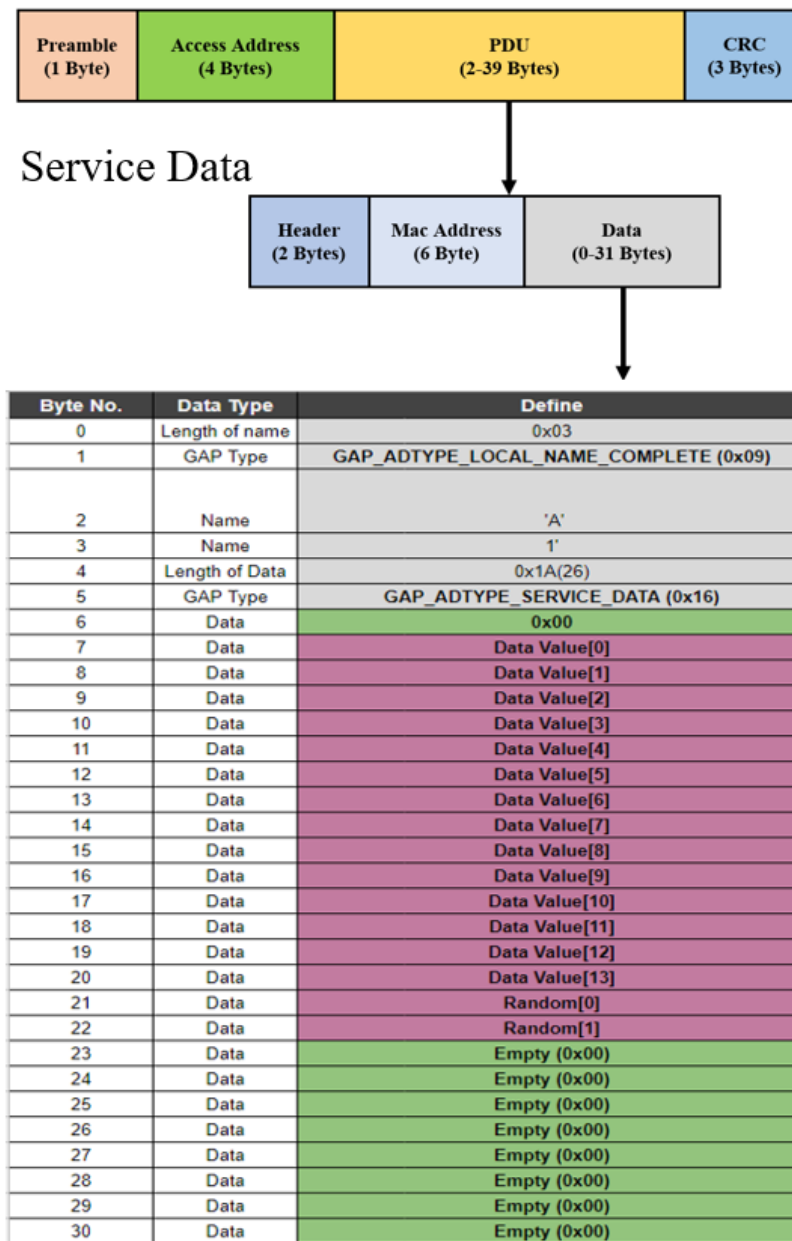 Preamble Access Address PDU CRC
(1 Byte) (4 Bytes) (2-39 Bytes) (3 Bytes)
Service Data
Header Mac Address Data
(2 Bytes) (6 Byte) (0-31 Bytes)
Byte No. Data Type Define
0 Length of name 0x03
1 GAP Type GAP_ADTYPE_LOCAL_NAME_COMPLETE (0x09)
2 Name 'A'
3 Name 1'
4 Length of Data 0x1A(26)
5 GAP Type GAP_ADTYPE_SERVICE_DATA (0x16)
6 Data 0x00
7 Data Data Value[0]
8 Data Data Value[1]
9 Data Data Value[2]
10 Data Data Value[3]
11 Data Data Value[4]
12 Data Data Value[5]
13 Data Data Value[6]
14 Data Data Value[7]
15 Data Data Value[8]
16 Data Data Value[9]
17 Data Data Value[10]
18 Data Data Value[11]
19 Data Data Value[12]
20 Data Data Value[13]
21 Data Random[0]
22 Data Random[1]
23 Data Empty (0x00)
24 Data Empty (0x00)
25 Data Empty (0x00)
26 Data Empty (0x00)
27 Data Empty (0x00)
28 Data Empty (0x00)
29 Data Empty (0x00)
30 Data Empty (0x00)